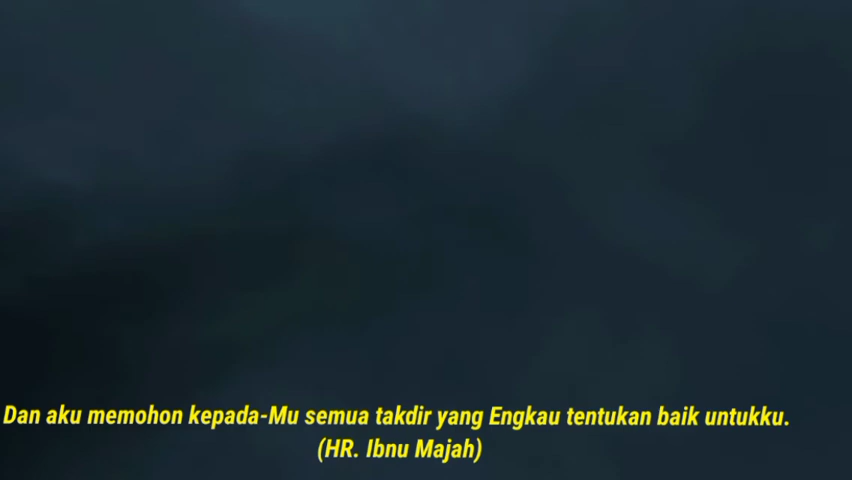 Dan aku memohon kepada-Mu semua takdir yang Engkau tentukan baik untukku.
(HR. Ibnu Majah)